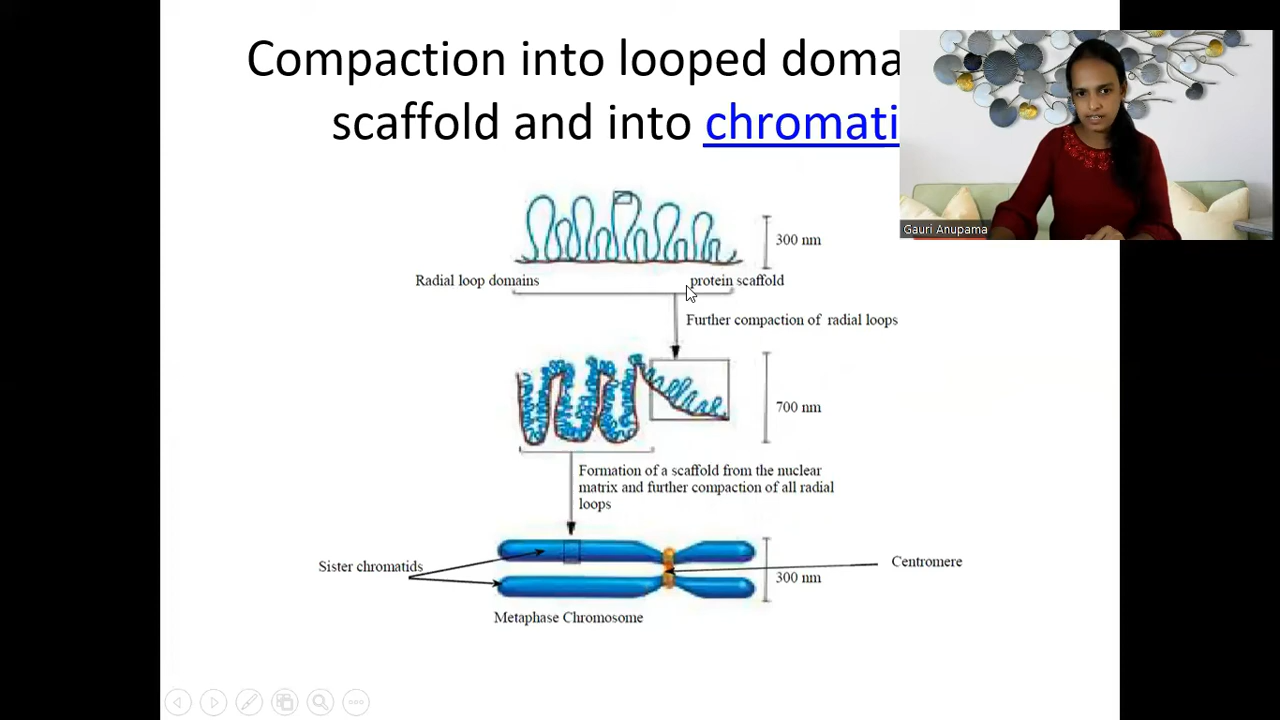 Compaction into looped doma
scaffold and into chromati
Gauri Anupama
300 nm
Radial loop domains
protein scaffold
Further compaction of radial loops
700 nm
Formation of a scaffold from the nuclear
matrix and further compaction of all radial
loops
Sister chromatids
Centromere
300 nm
Metaphase Chromosome